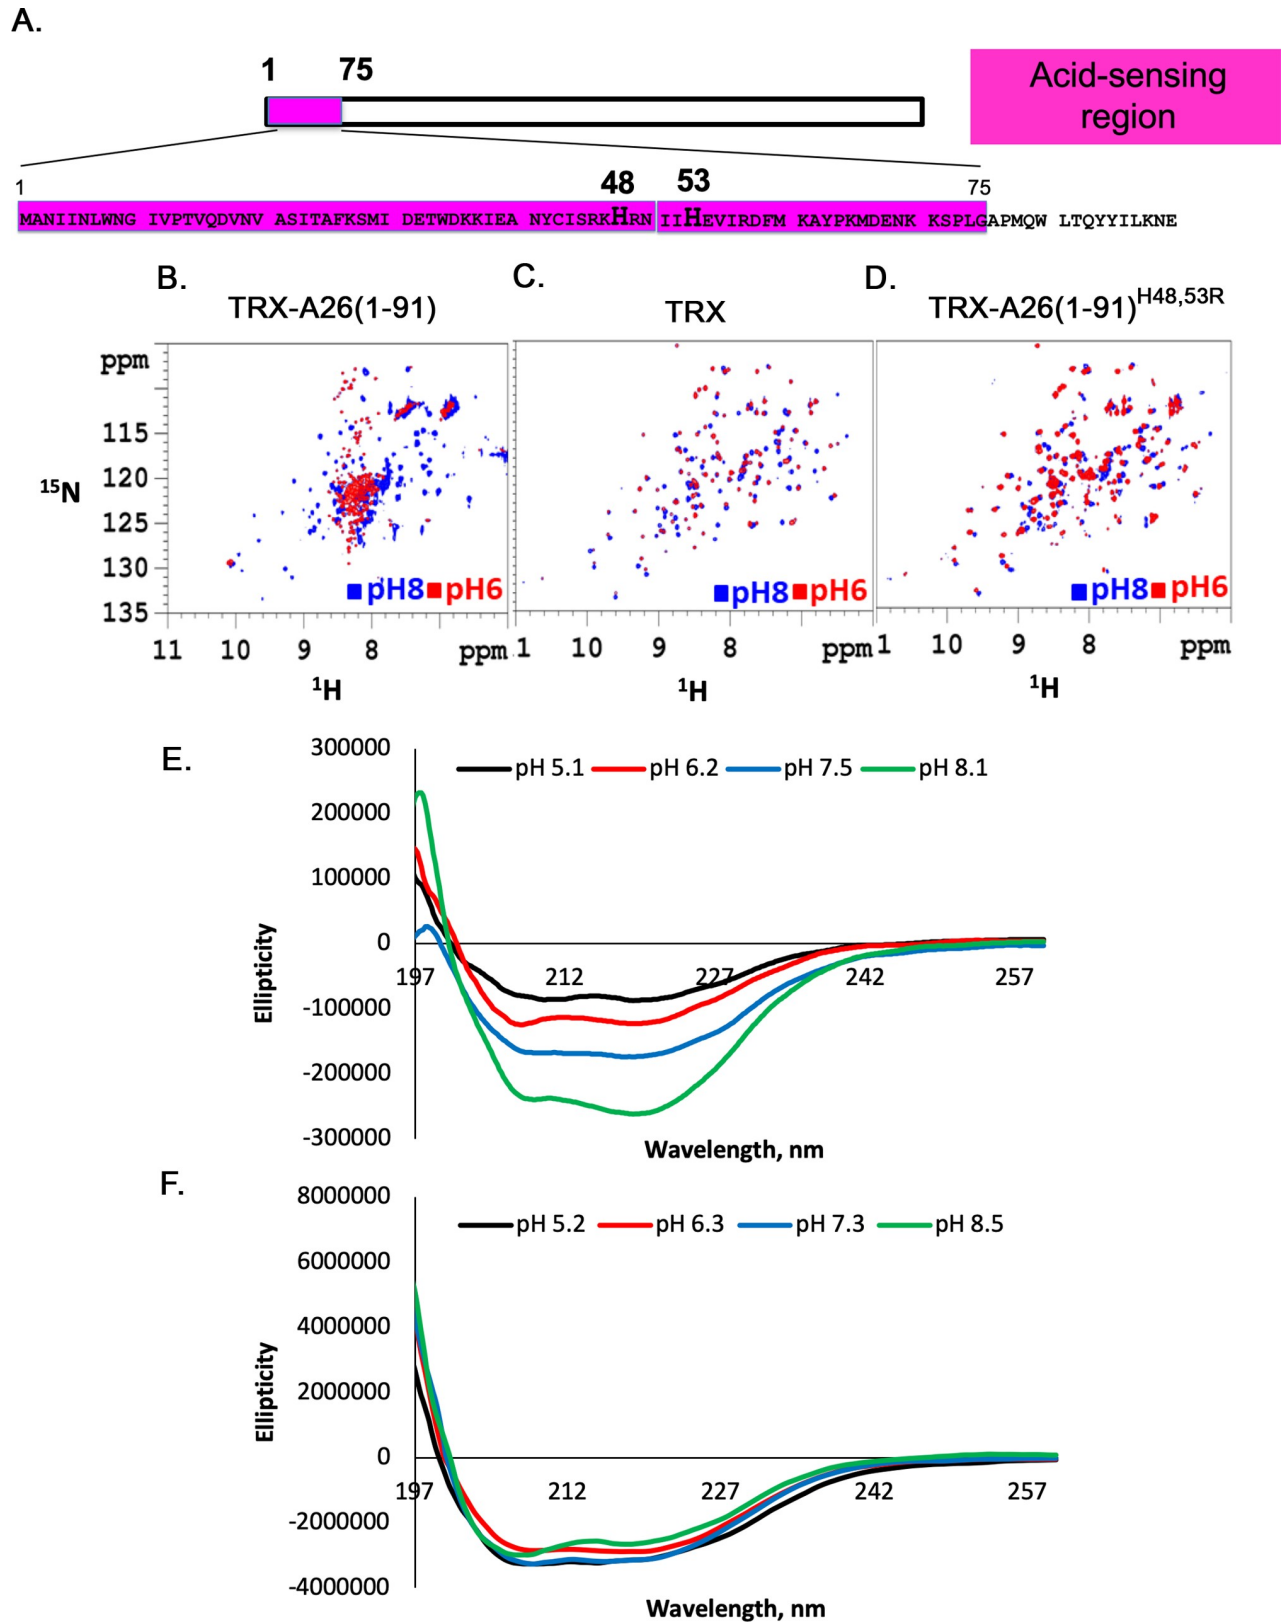 A.
1 75
Acid-sensing
region
48 53
1 75
MANIINLWNG IVPTVQDVNV ASITAFKSMI DETWDKKIEA NYCISRKHRN IIHEVIRDFM KAYPKMDENK KSPLGAPMQW LTQYYILKNE
B. C. D.
TRX-A26(1-91) TRX TRX-A26(1-91)H48,53R
ppm
115
120
15N
125
130
135
pH8 pH6 pH8 pH6 pH8 pH6
11 10 9 8 ppm 1 10 9 8 ppm 1 10 9 8 ppm
1H 1H 1H
E.
300000
pH 5.1 pH 6.2 pH 7.5 pH 8.1
200000
100000
0
197 212 227 242 257
Ellipticity
-100000
-200000
-300000
Wavelength, nm
F.
8000000
pH 5.2 pH 6.3 pH 7.3 pH 8.5
6000000
4000000
2000000
Ellipticity
0
197 212 227 242 257
-2000000
-4000000
Wavelength, nm